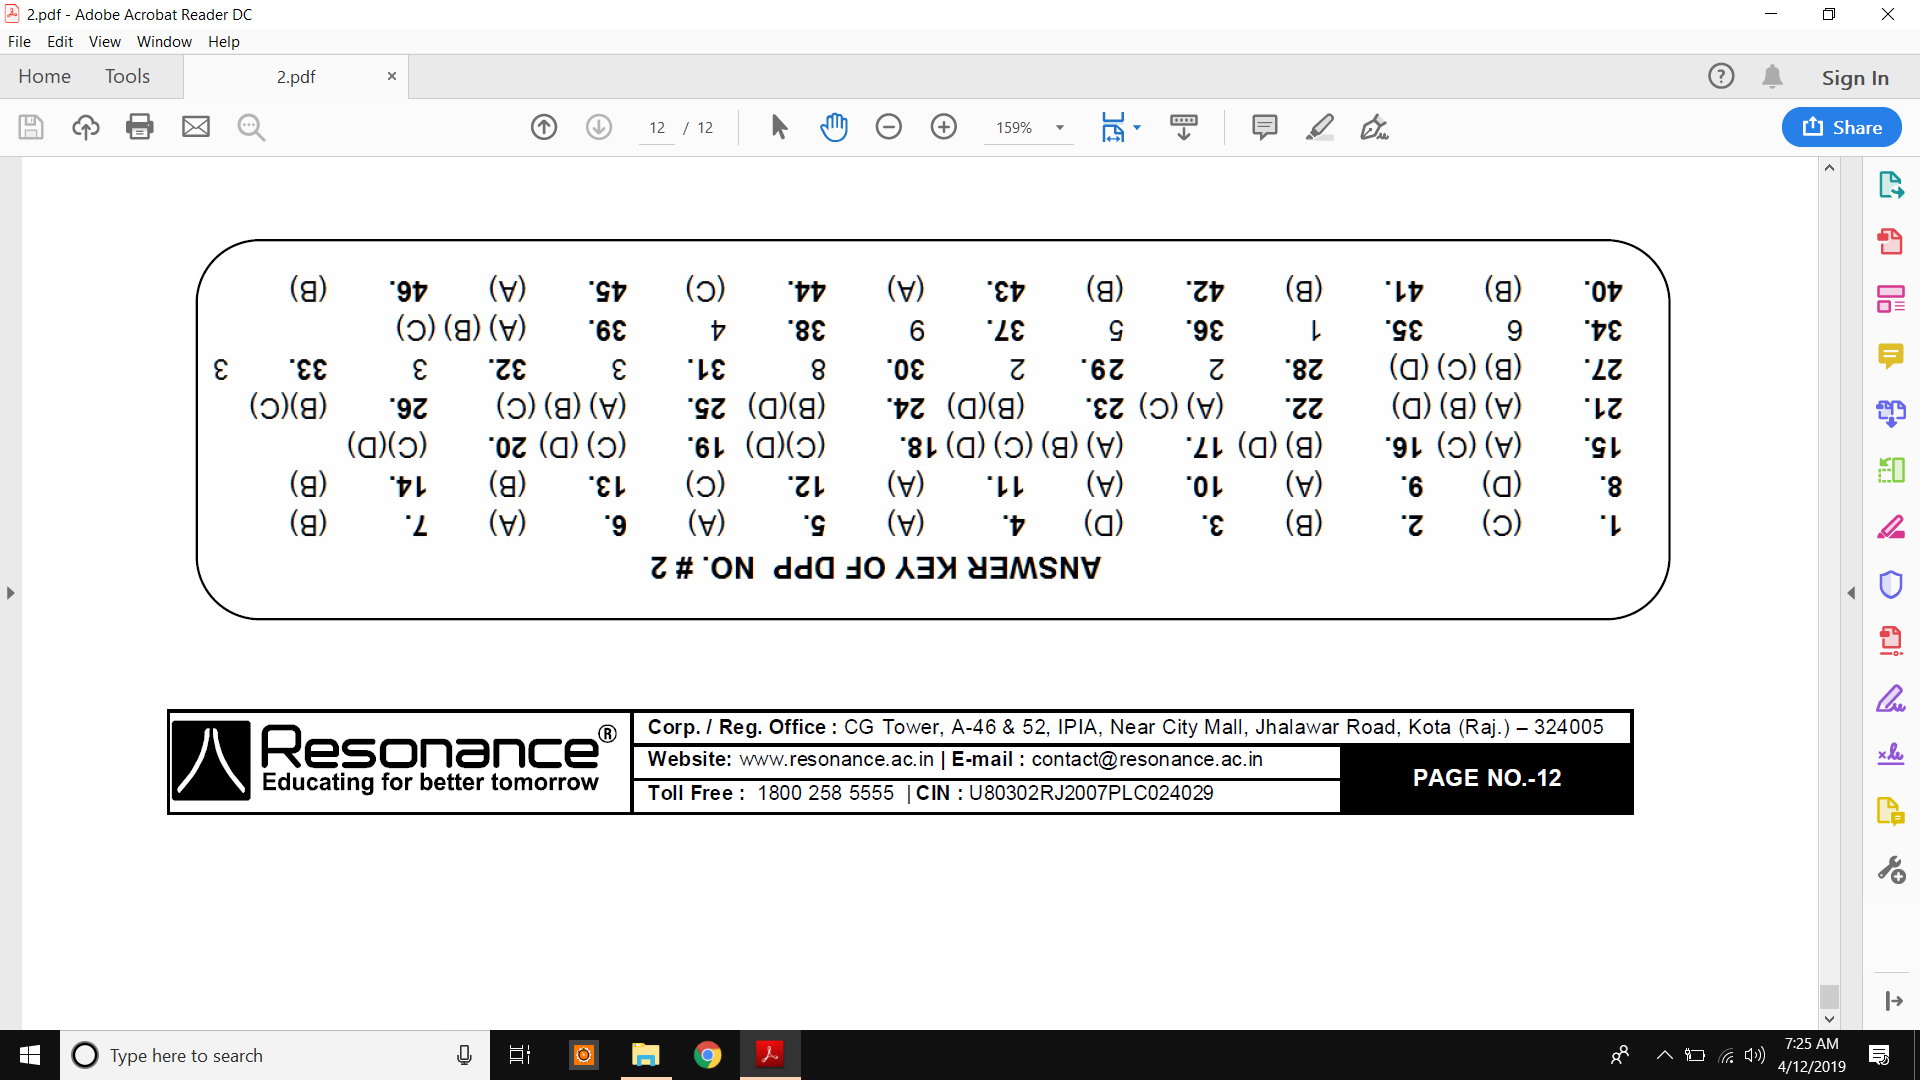 2.pdf - Adobe Acrobat Reader DC
File Edit View Window Help
Home Tools 2.pdf × Sign In
12 / 12 159% Share
ANSWER KEY OF DPP NO. # 2
1. (C) 2. (B) 3. (D) 4. (A) 5. (A) 6. (A) 7. (B)
8. (D) 9. (A) 10. (A) 11. (A) 12. (C) 13. (B) 14. (B)
15. (A) (C) 16. (B) (D) 17. (A) (B) (C) (D) 18. (C)(D) 19. (C) (D) 20. (C)(D)
21. (A) (B) (D) 22. (A) (C) 23. (B)(D) 24. (B)(D) 25. (A) (B) (C) 26. (B)(C)
27. (B) (C) (D) 28. 2 29. 2 30. 8 31. 3 32. 3 33. 3
34. 9 35. 1 36. 5 37. 6 38. 4 39. (A) (B) (C)
40. (B) 41. (B) 42. (B) 43. (A) 44. (C) 45. (A) 46. (B)
Resonance®
Educating for better tomorrow
Corp. / Reg. Office : CG Tower, A-46 & 52, IPIA, Near City Mall, Jhalawar Road, Kota (Raj.) – 324005
Website: www.resonance.ac.in | E-mail : contact@resonance.ac.in
Toll Free : 1800 258 5555 | CIN : U80302RJ2007PLC024029
PAGE NO.-12
Type here to search
7:25 AM
4/12/2019